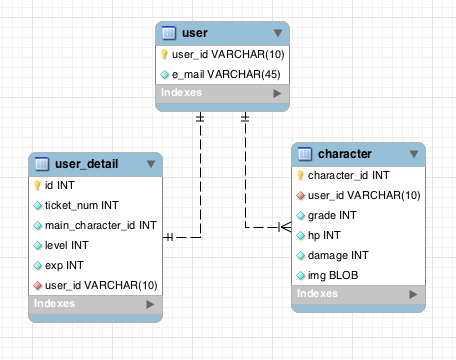 user
user_id VARCHAR(10)
e_mail VARCHAR(45)
Indexes
user_detail
id INT
ticket_num INT
main_character_id INT
level INT
exp INT
user_id VARCHAR(10)
Indexes
character
character_id INT
user_id VARCHAR(10)
grade INT
hp INT
damage INT
img BLOB
Indexes